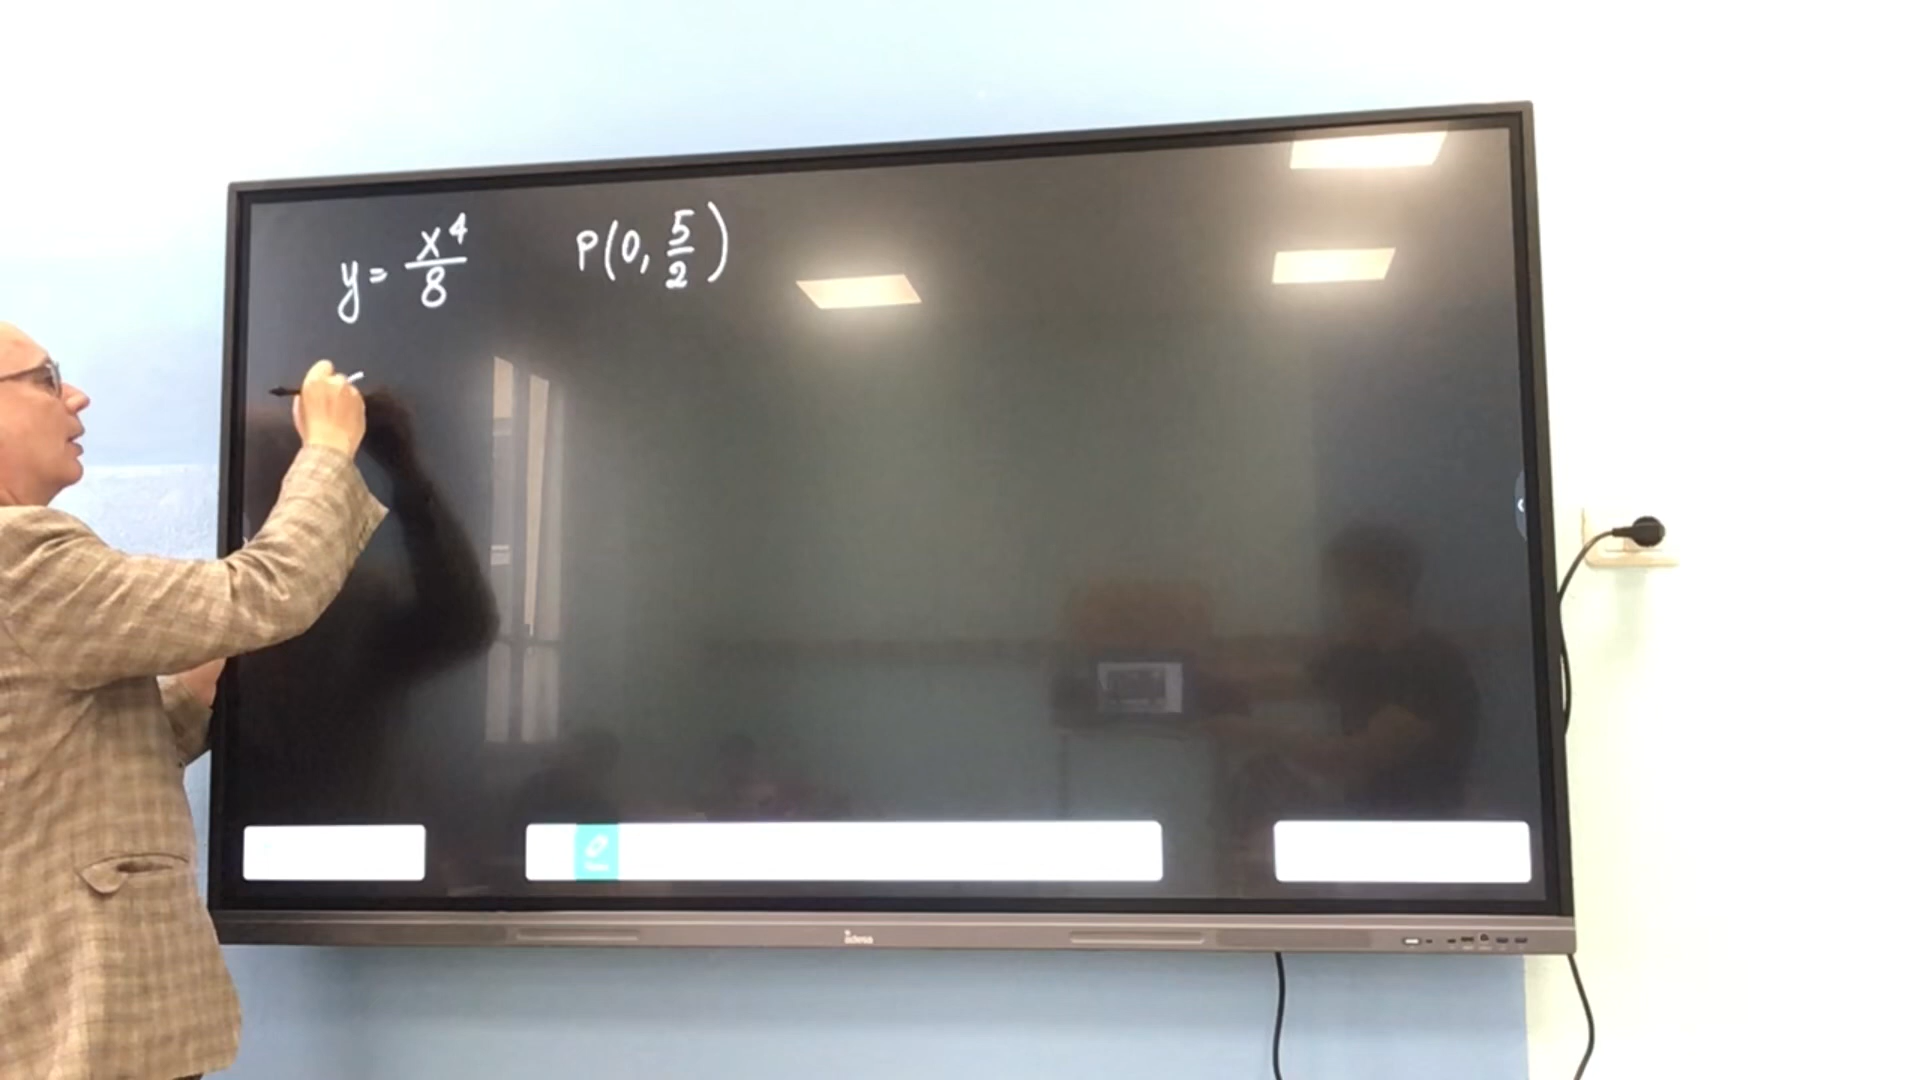 y = x⁴/8    P(0, 5/2)